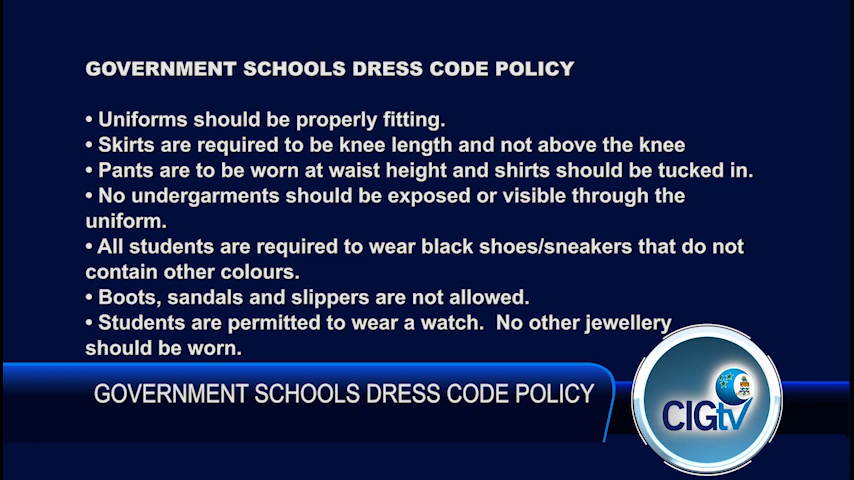 GOVERNMENT SCHOOLS DRESS CODE POLICY
• Uniforms should be properly fitting.
• Skirts are required to be knee length and not above the knee
• Pants are to be worn at waist height and shirts should be tucked in.
• No undergarments should be exposed or visible through the
uniform.
• All students are required to wear black shoes/sneakers that do not
contain other colours.
• Boots, sandals and slippers are not allowed.
• Students are permitted to wear a watch.  No other jewellery
should be worn.
GOVERNMENT SCHOOLS DRESS CODE POLICY
CIGtv